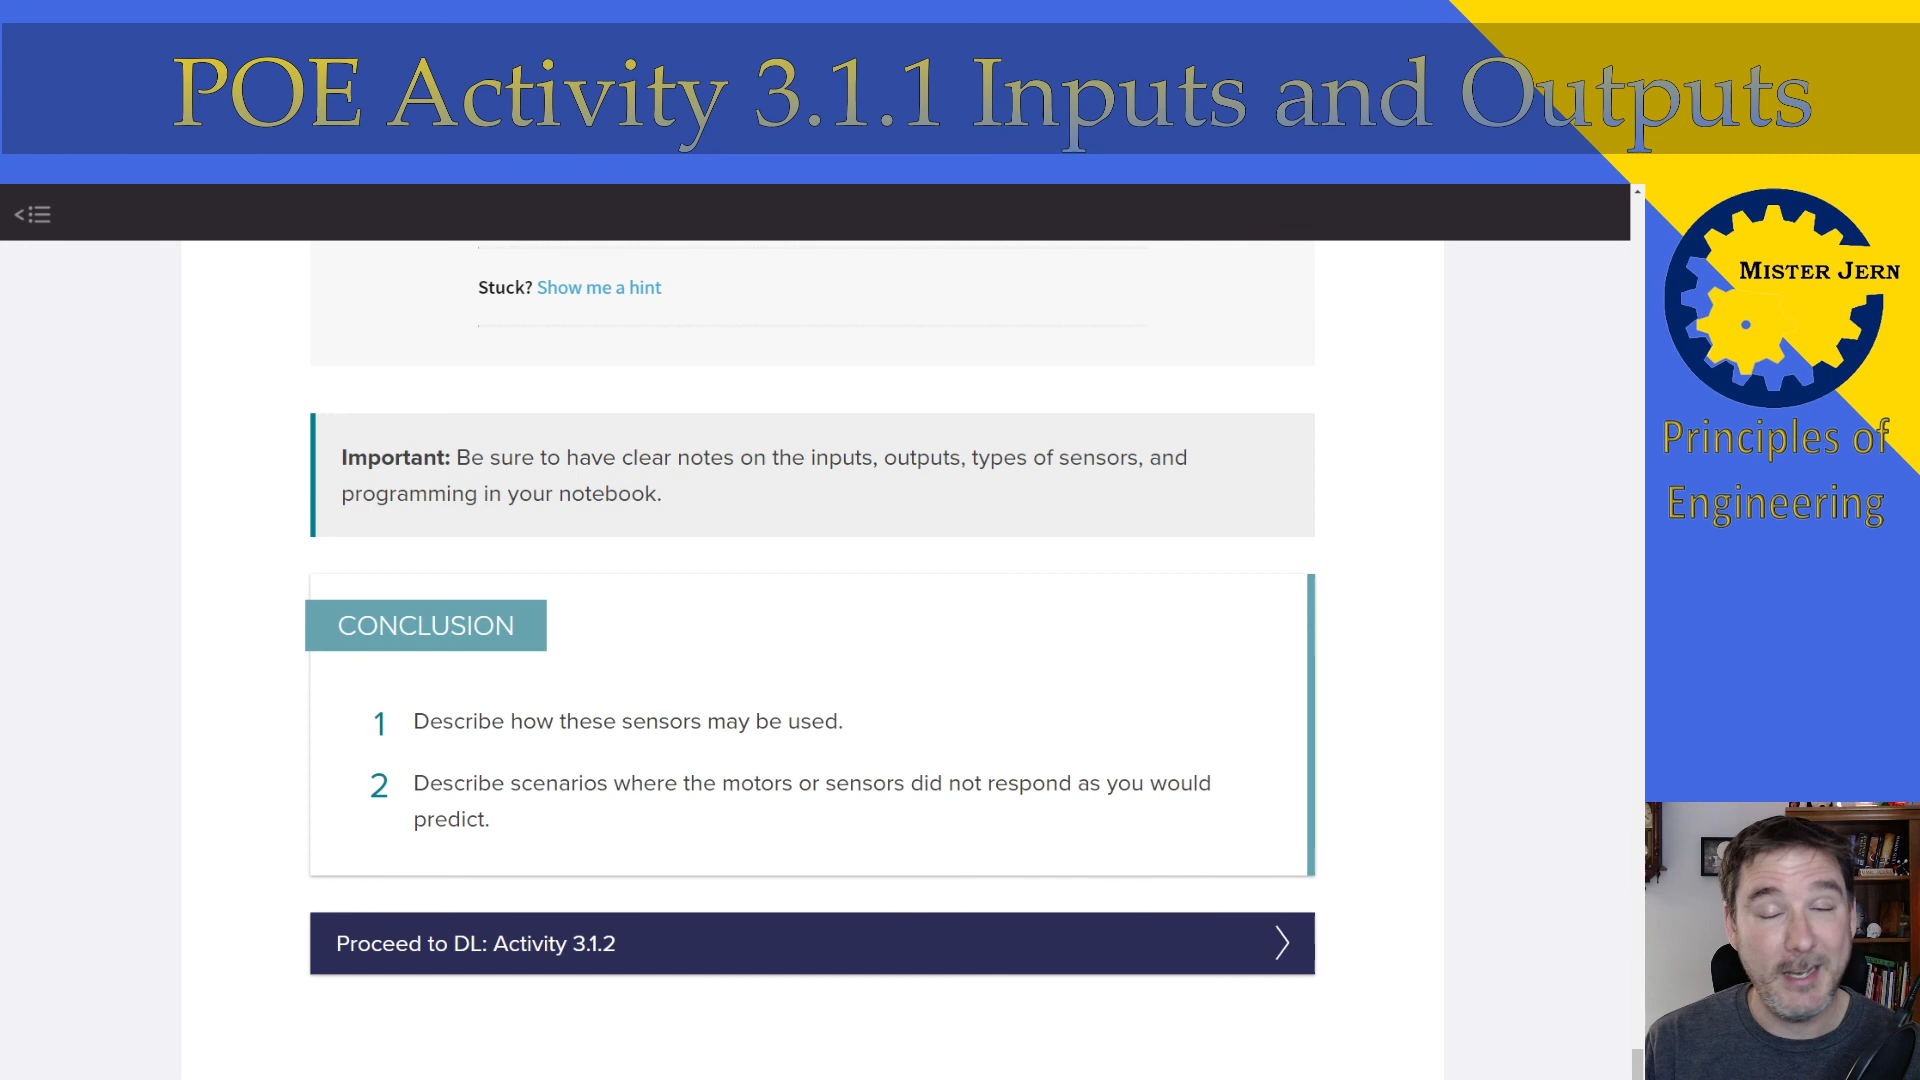 POE Activity 3.1.1 Inputs and Outputs
MISTER JERN
Principles of
Engineering
Stuck? Show me a hint
Important: Be sure to have clear notes on the inputs, outputs, types of sensors, and
programming in your notebook.
CONCLUSION
1 Describe how these sensors may be used.
2 Describe scenarios where the motors or sensors did not respond as you would
predict.
Proceed to DL: Activity 3.1.2